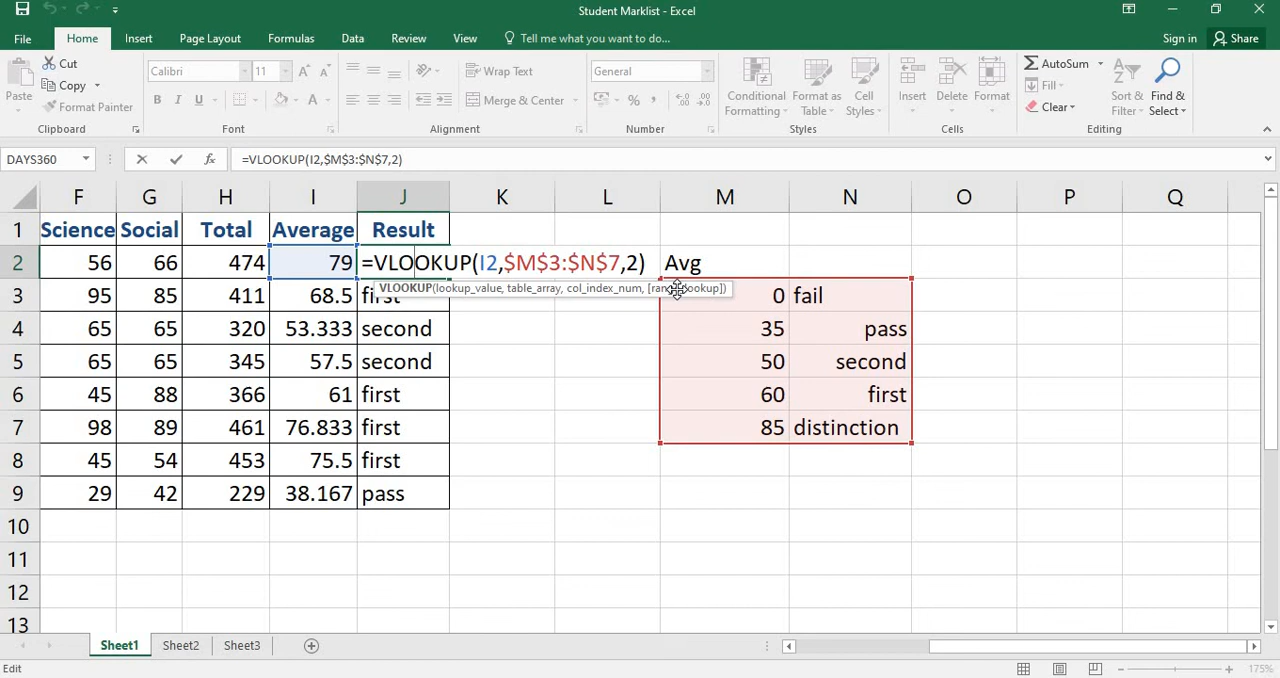 Student Marklist - Excel
File Home Insert Page Layout Formulas Data Review View Tell me what you want to do... Sign in Share
Paste Cut Copy Format Painter
Calibri 11
B I U
Wrap Text
Merge & Center
General
Conditional Formatting Format as Table Cell Styles
Insert Delete Format
AutoSum Fill Clear
Sort & Filter Find & Select
Clipboard Font Alignment Number Styles Cells Editing
DAYS360 fx =VLOOKUP(I2,$M$3:$N$7,2)
F G H I J K L M N O P Q
1 Science Social Total Average Result
2 56 66 474 79 =VLOOKUP(I2,$M$3:$N$7,2) Avg
VLOOKUP(lookup_value, table_array, col_index_num, [range_lookup])
3 95 85 411 68.5 first 0 fail
4 65 65 320 53.333 second 35 pass
5 65 65 345 57.5 second 50 second
6 45 88 366 61 first 60 first
7 98 89 461 76.833 first 85 distinction
8 45 54 453 75.5 first
9 29 42 229 38.167 pass
10
11
12
13
Sheet1 Sheet2 Sheet3
Edit 175%